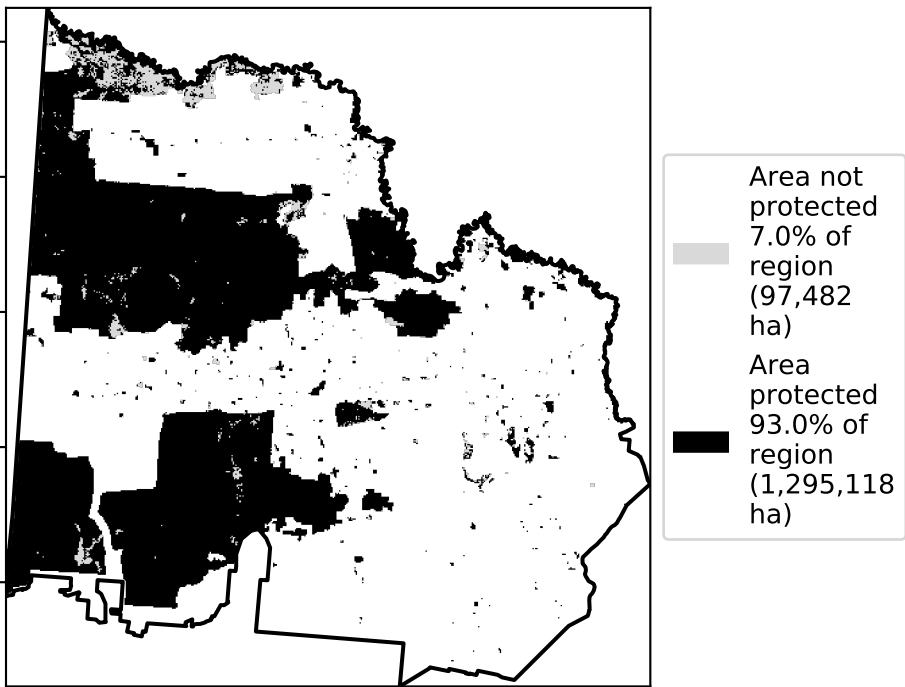 Area not
protected
7.0% of
region
(97,482
ha)
Area
protected
93.0% of
region
(1,295,118
ha)